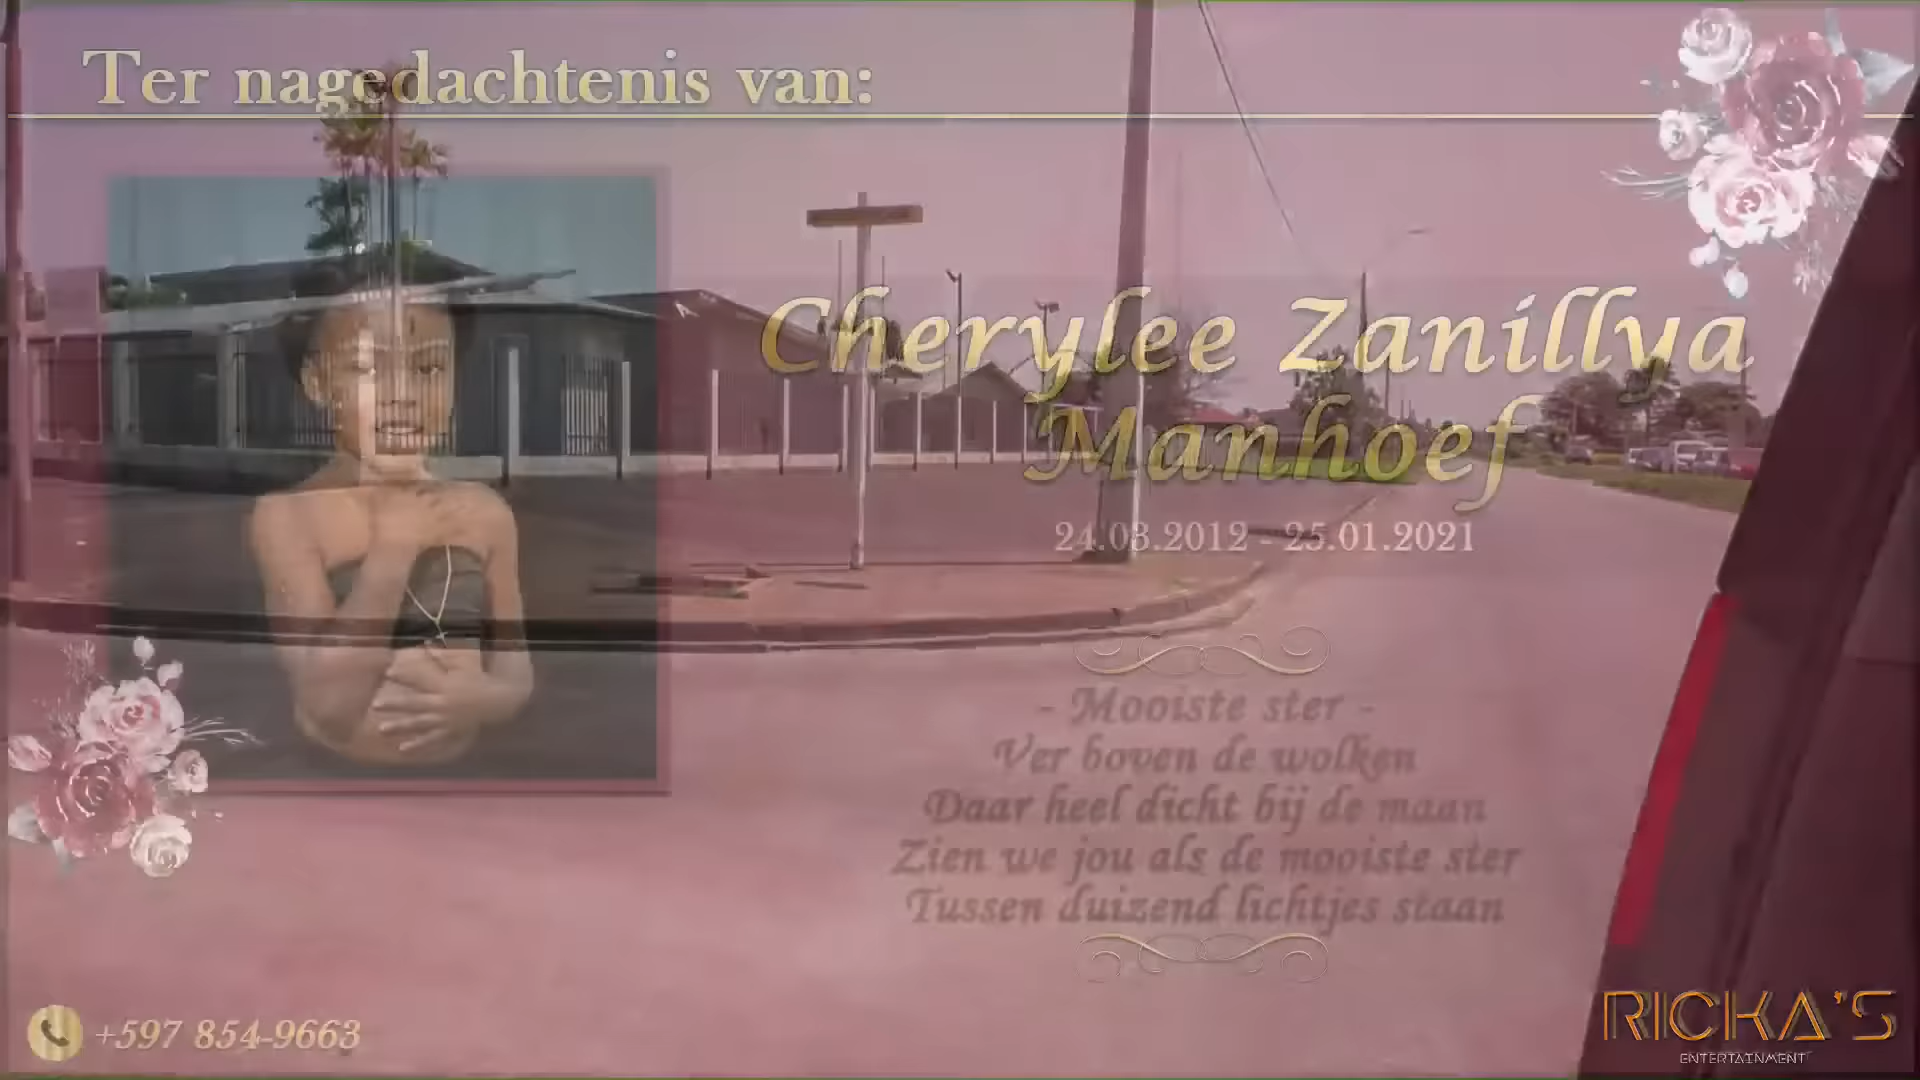 Ter nagedachtenis van:
Cherylee Zanillya
Manhoef
24.03.2012 - 25.01.2021
- Mooiste ster -
Ver boven de wolken
Daar heel dicht bij de maan
Zien we jou als de mooiste ster
Tussen duizend lichtjes staan
+597 854-9663
RICKA'S
ENTERTAINMENT